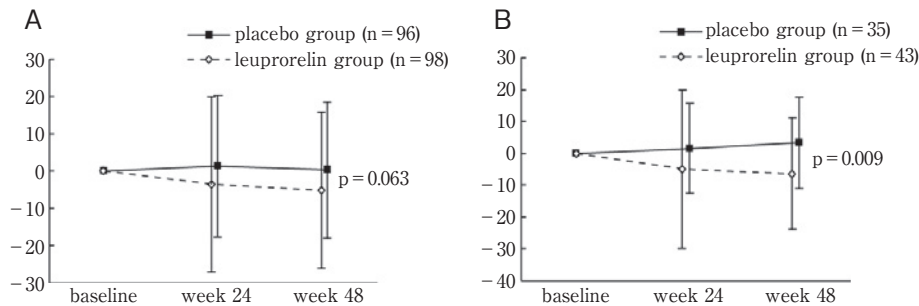 A
placebo group (n=96)
leuprorelin group (n=98)
30
20
10
0
−10
−20
−30
p=0.063
baseline week 24 week 48
B
placebo group (n=35)
leuprorelin group (n=43)
30
20
10
0
−10
−20
−30
−40
p=0.009
baseline week 24 week 48